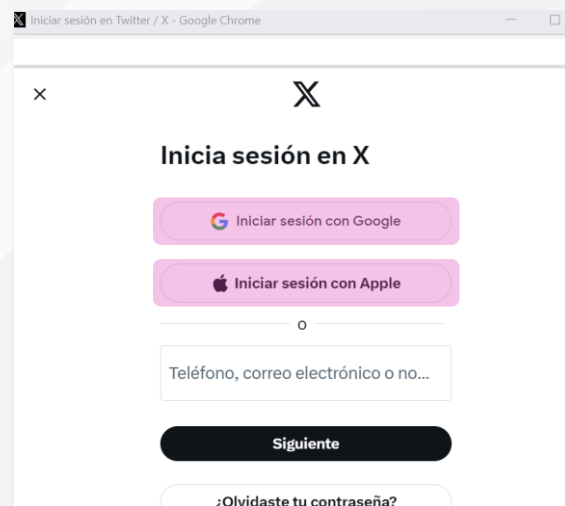 Iniciar sesión en Twitter / X - Google Chrome
Inicia sesión en X
Iniciar sesión con Google
Iniciar sesión con Apple
o
Teléfono, correo electrónico o no...
Siguiente
¿Olvidaste tu contraseña?